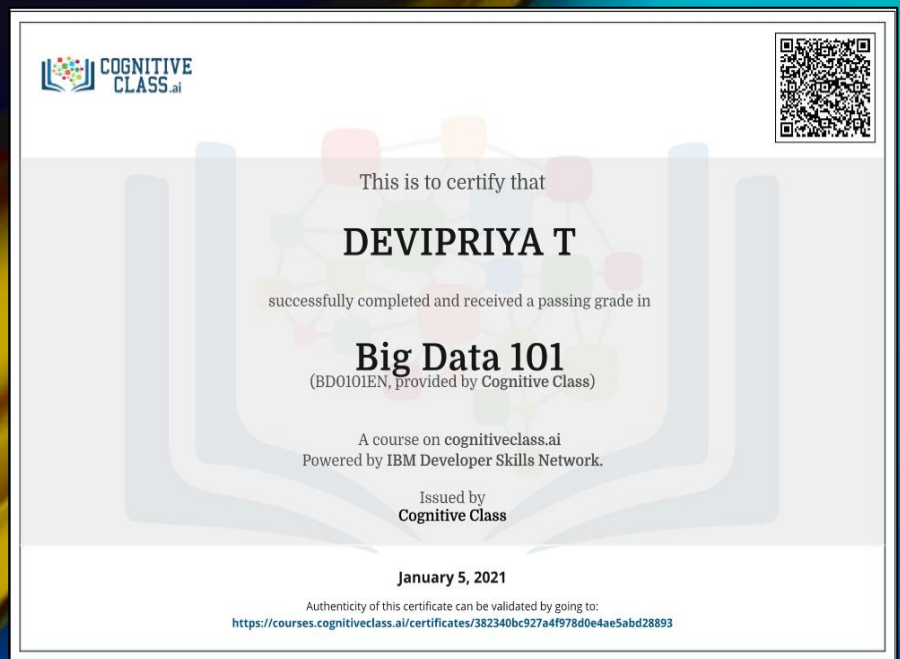 COGNITIVE
CLASS.ai
This is to certify that
DEVIPRIYA T
successfully completed and received a passing grade in
Big Data 101
(BD0101EN, provided by Cognitive Class)
A course on cognitiveclass.ai
Powered by IBM Developer Skills Network.
Issued by
Cognitive Class
January 5, 2021
Authenticity of this certificate can be validated by going to:
https://courses.cognitiveclass.ai/certificates/382340bc927a4f978d0e4ae5abd28893